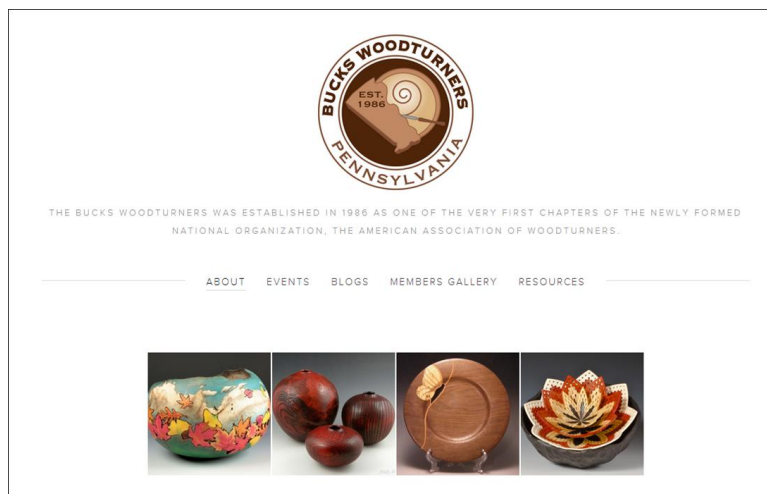 BUCKS WOODTURNERS
EST.
1986
PENNSYLVANIA
THE BUCKS WOODTURNERS WAS ESTABLISHED IN 1986 AS ONE OF THE VERY FIRST CHAPTERS OF THE NEWLY FORMED
NATIONAL ORGANIZATION, THE AMERICAN ASSOCIATION OF WOODTURNERS.
ABOUT EVENTS BLOGS MEMBERS GALLERY RESOURCES